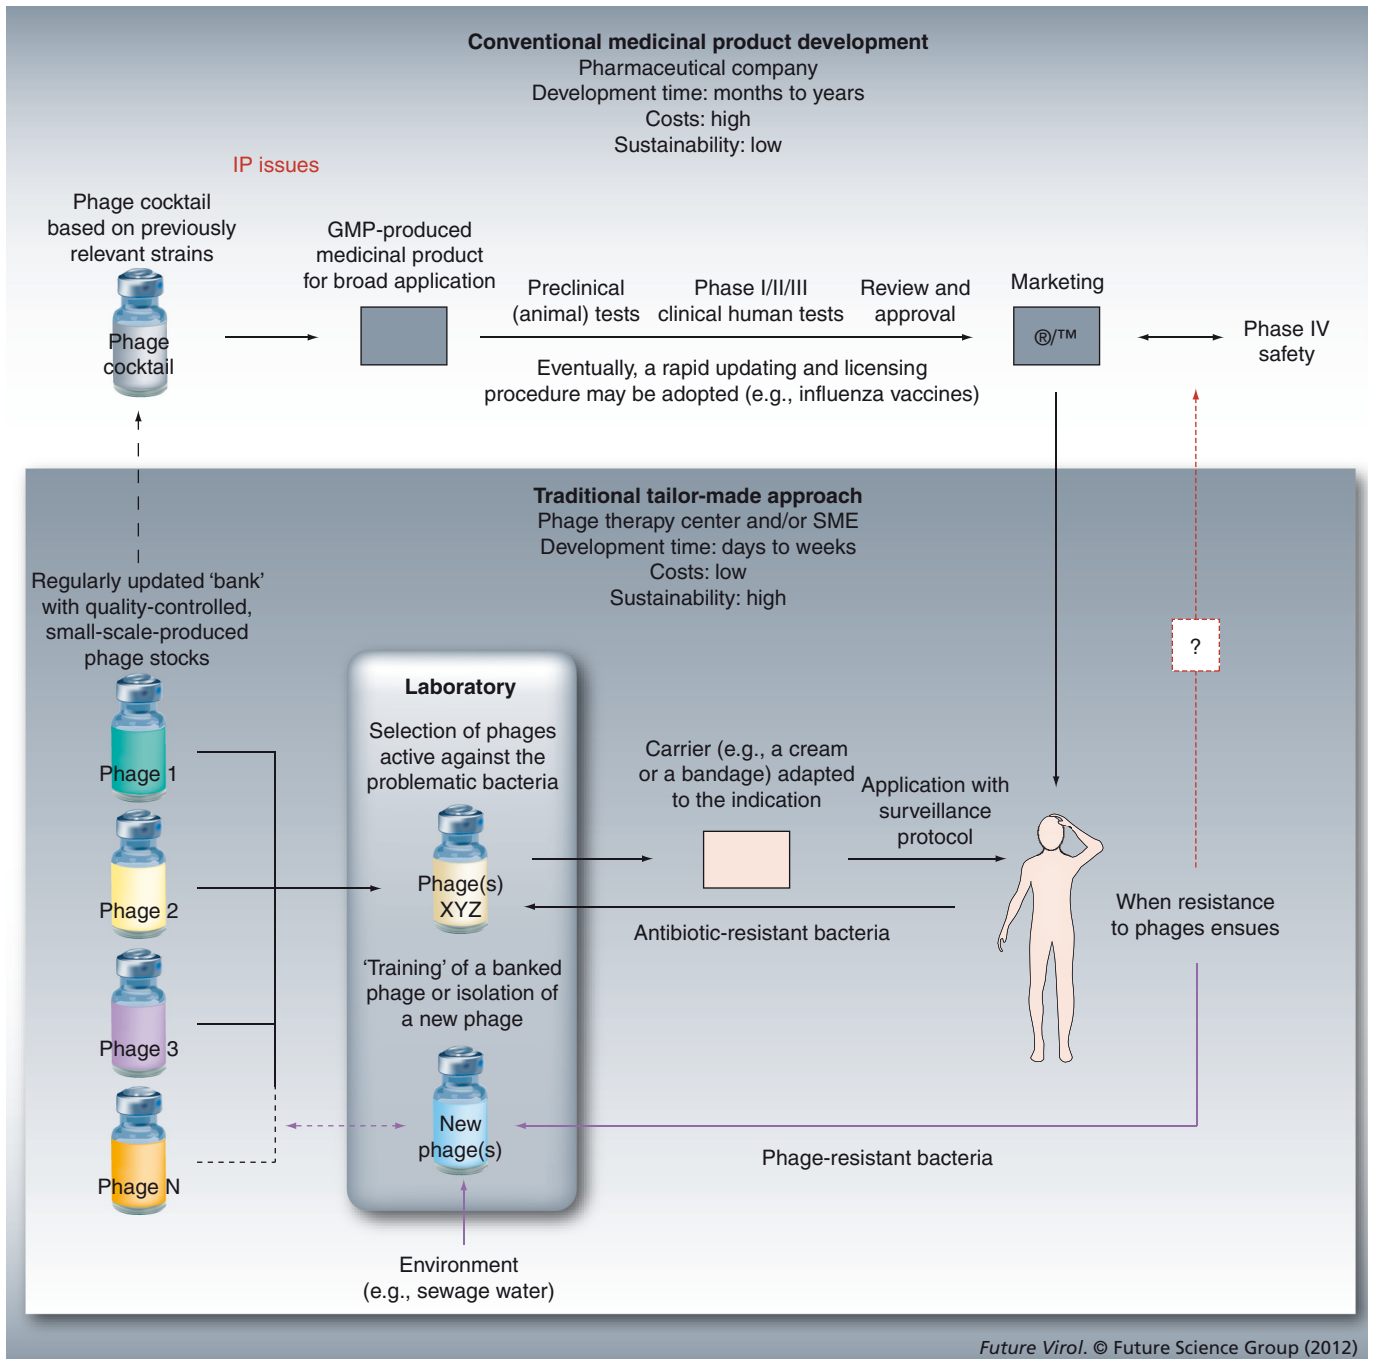 Conventional medicinal product development
Pharmaceutical company
Development time: months to years
Costs: high
Sustainability: low
IP issues
Phage cocktail
based on previously
relevant strains
Phage
cocktail
GMP-produced
medicinal product
for broad application
Preclinical
(animal) tests
Phase I/II/III
clinical human tests
Review and
approval
Eventually, a rapid updating and licensing
procedure may be adopted (e.g., influenza vaccines)
Marketing
®/™
Phase IV
safety
Traditional tailor-made approach
Phage therapy center and/or SME
Development time: days to weeks
Costs: low
Sustainability: high
Regularly updated ‘bank’
with quality-controlled,
small-scale-produced
phage stocks
Phage 1
Phage 2
Phage 3
Phage N
Laboratory
Selection of phages
active against the
problematic bacteria
Phage(s)
XYZ
‘Training’ of a banked
phage or isolation of
a new phage
New
phage(s)
Environment
(e.g., sewage water)
Carrier (e.g., a cream
or a bandage) adapted
to the indication
Application with
surveillance
protocol
Antibiotic-resistant bacteria
?
When resistance
to phages ensues
Phage-resistant bacteria
Future Virol. © Future Science Group (2012)